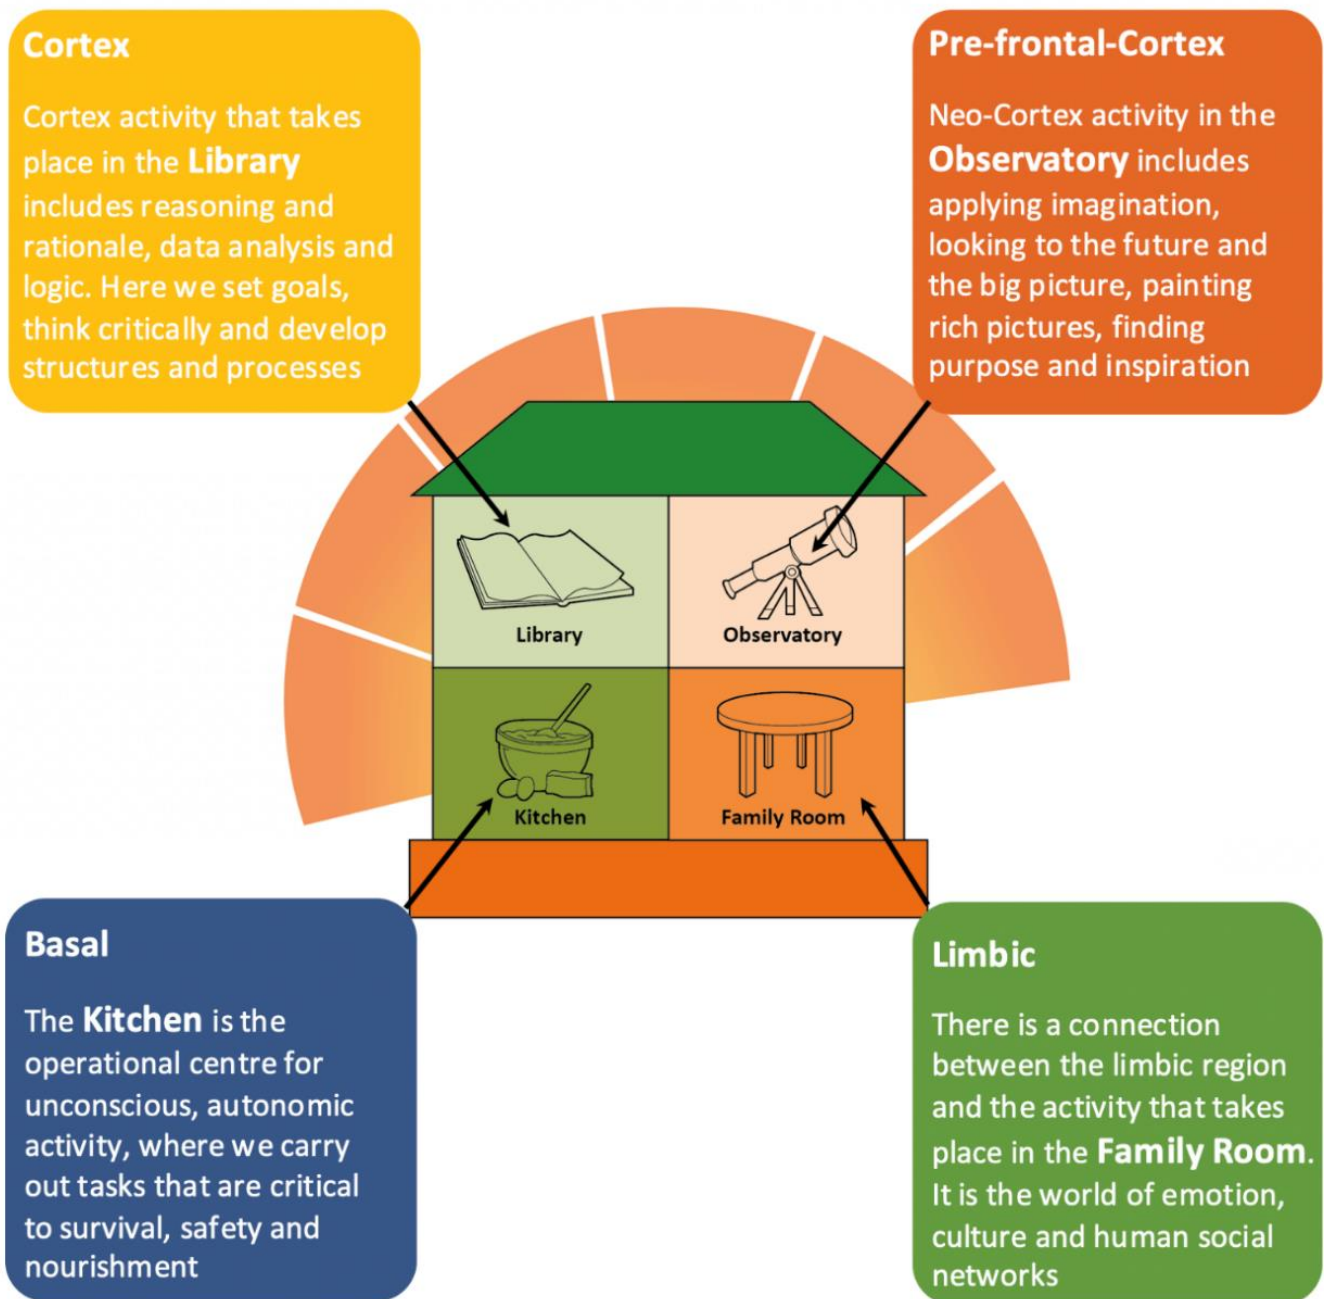 Cortex
Cortex activity that takes
place in the Library
includes reasoning and
rationale, data analysis and
logic. Here we set goals,
think critically and develop
structures and processes
Pre-frontal-Cortex
Neo-Cortex activity in the
Observatory includes
applying imagination,
looking to the future and
the big picture, painting
rich pictures, finding
purpose and inspiration
Library
Observatory
Kitchen
Family Room
Basal
The Kitchen is the
operational centre for
unconscious, autonomic
activity, where we carry
out tasks that are critical
to survival, safety and
nourishment
Limbic
There is a connection
between the limbic region
and the activity that takes
place in the Family Room.
It is the world of emotion,
culture and human social
networks